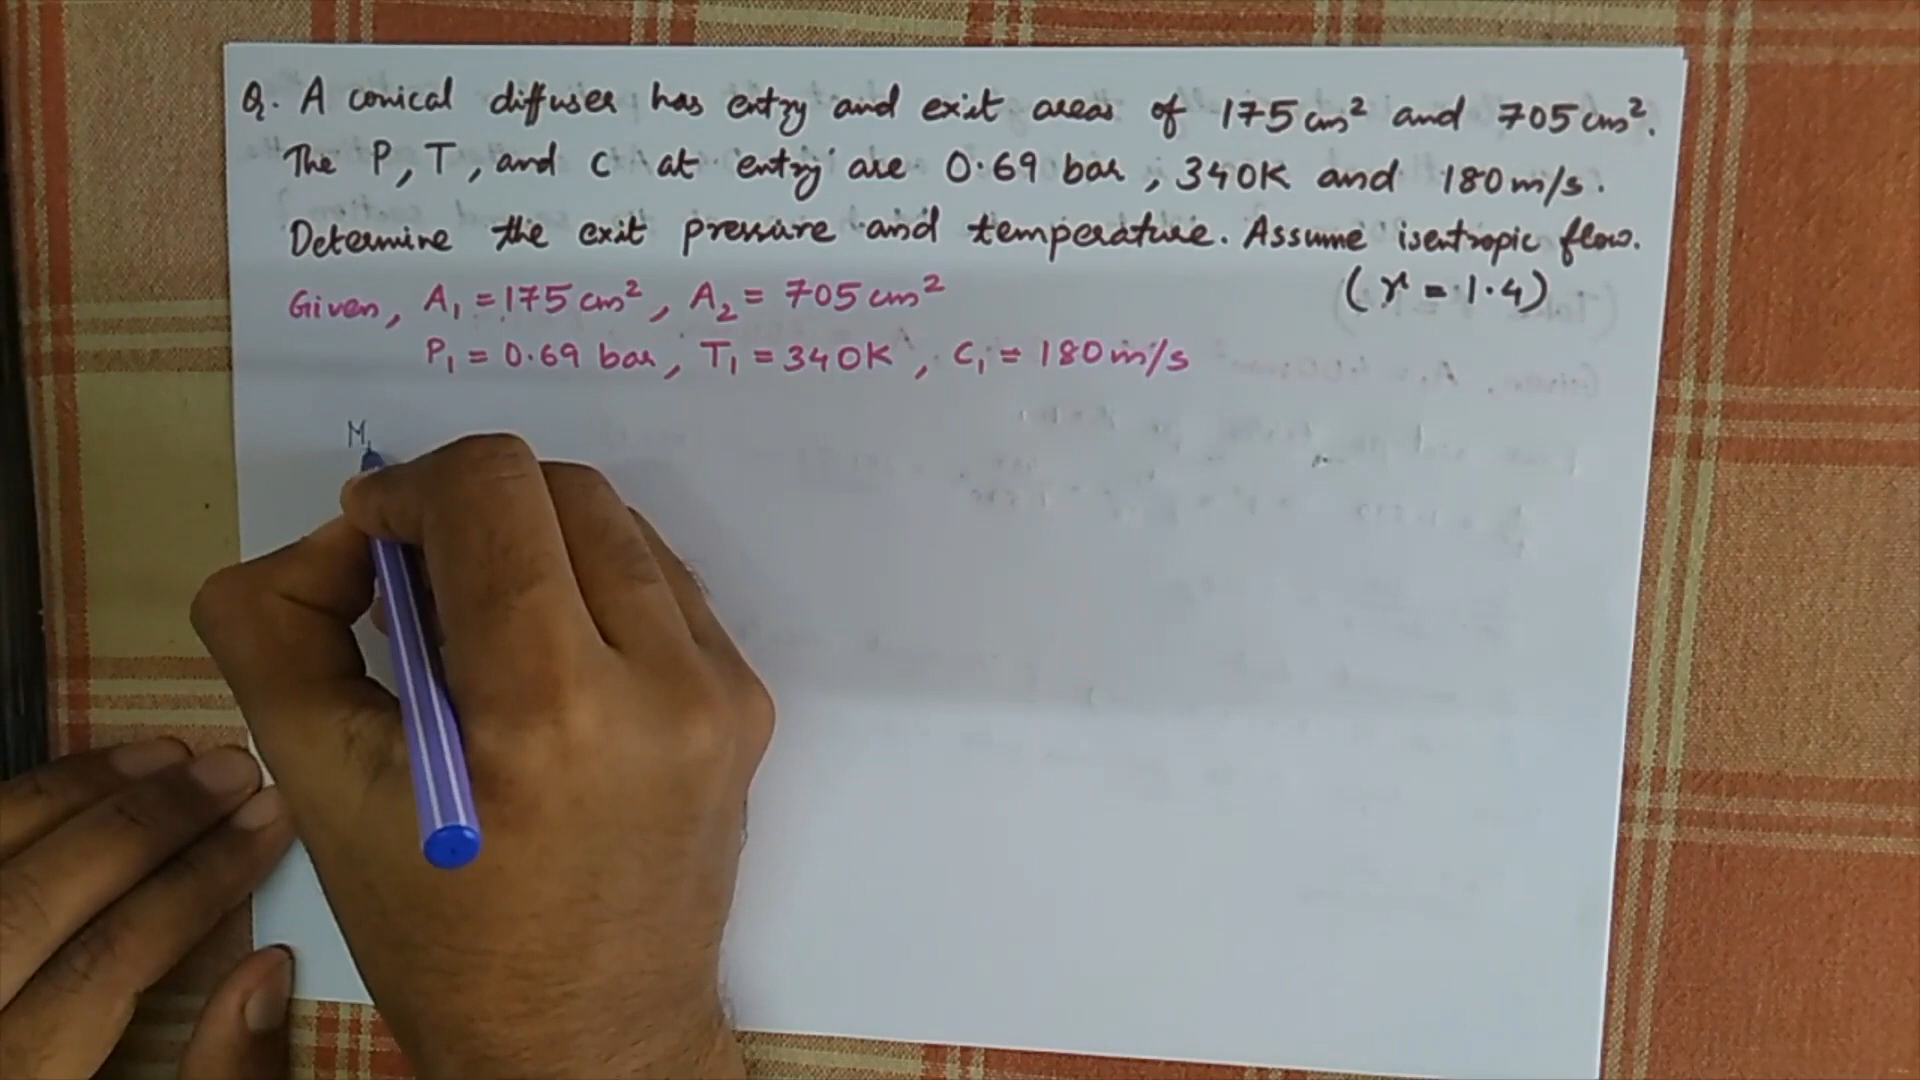 Q. A conical diffuser has entry and exit areas of 175 cm² and 705 cm².
The P, T, and C at entry are 0.69 bar, 340K and 180 m/s.
Determine the exit pressure and temperature. Assume isentropic flow.
(γ = 1.4)
Given, A₁ = 175 cm², A₂ = 705 cm²
P₁ = 0.69 bar, T₁ = 340K, C₁ = 180 m/s
M₁